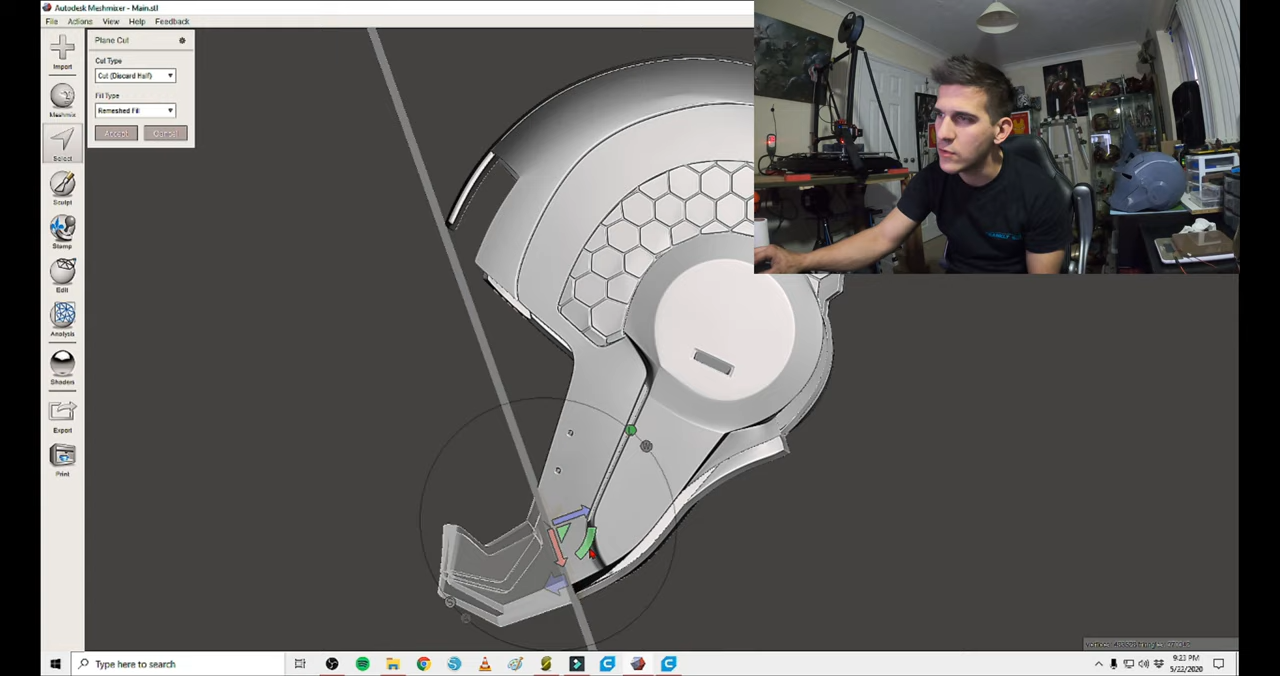 Autodesk Meshmixer - Main.stl
File Actions View Help Feedback
Plane Cut
Cut Type
Cut (Discard Half)
Fill Type
Remeshed Fill
Accept Cancel
Import
Meshmix
Select
Sculpt
Stamp
Edit
Analysis
Shaders
Export
Print
W
Type here to search
9:23 PM
5/22/2020